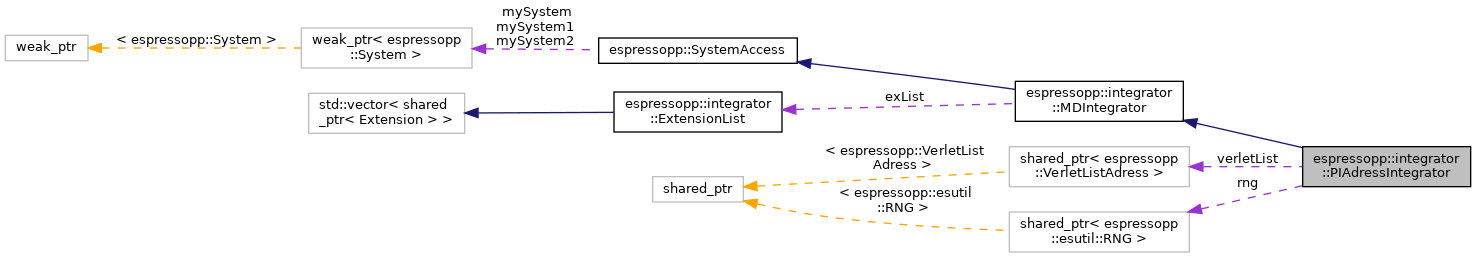 weak_ptr
< espressopp::System >
weak_ptr< espressopp
::System >
mySystem
mySystem1
mySystem2
espressopp::SystemAccess
std::vector< shared
_ptr< Extension > >
espressopp::integrator
::ExtensionList
exList
espressopp::integrator
::MDIntegrator
shared_ptr
< espressopp::VerletList
Adress >
< espressopp::esutil
::RNG >
shared_ptr< espressopp
::VerletListAdress >
shared_ptr< espressopp
::esutil::RNG >
verletList
rng
espressopp::integrator
::PIAdressIntegrator